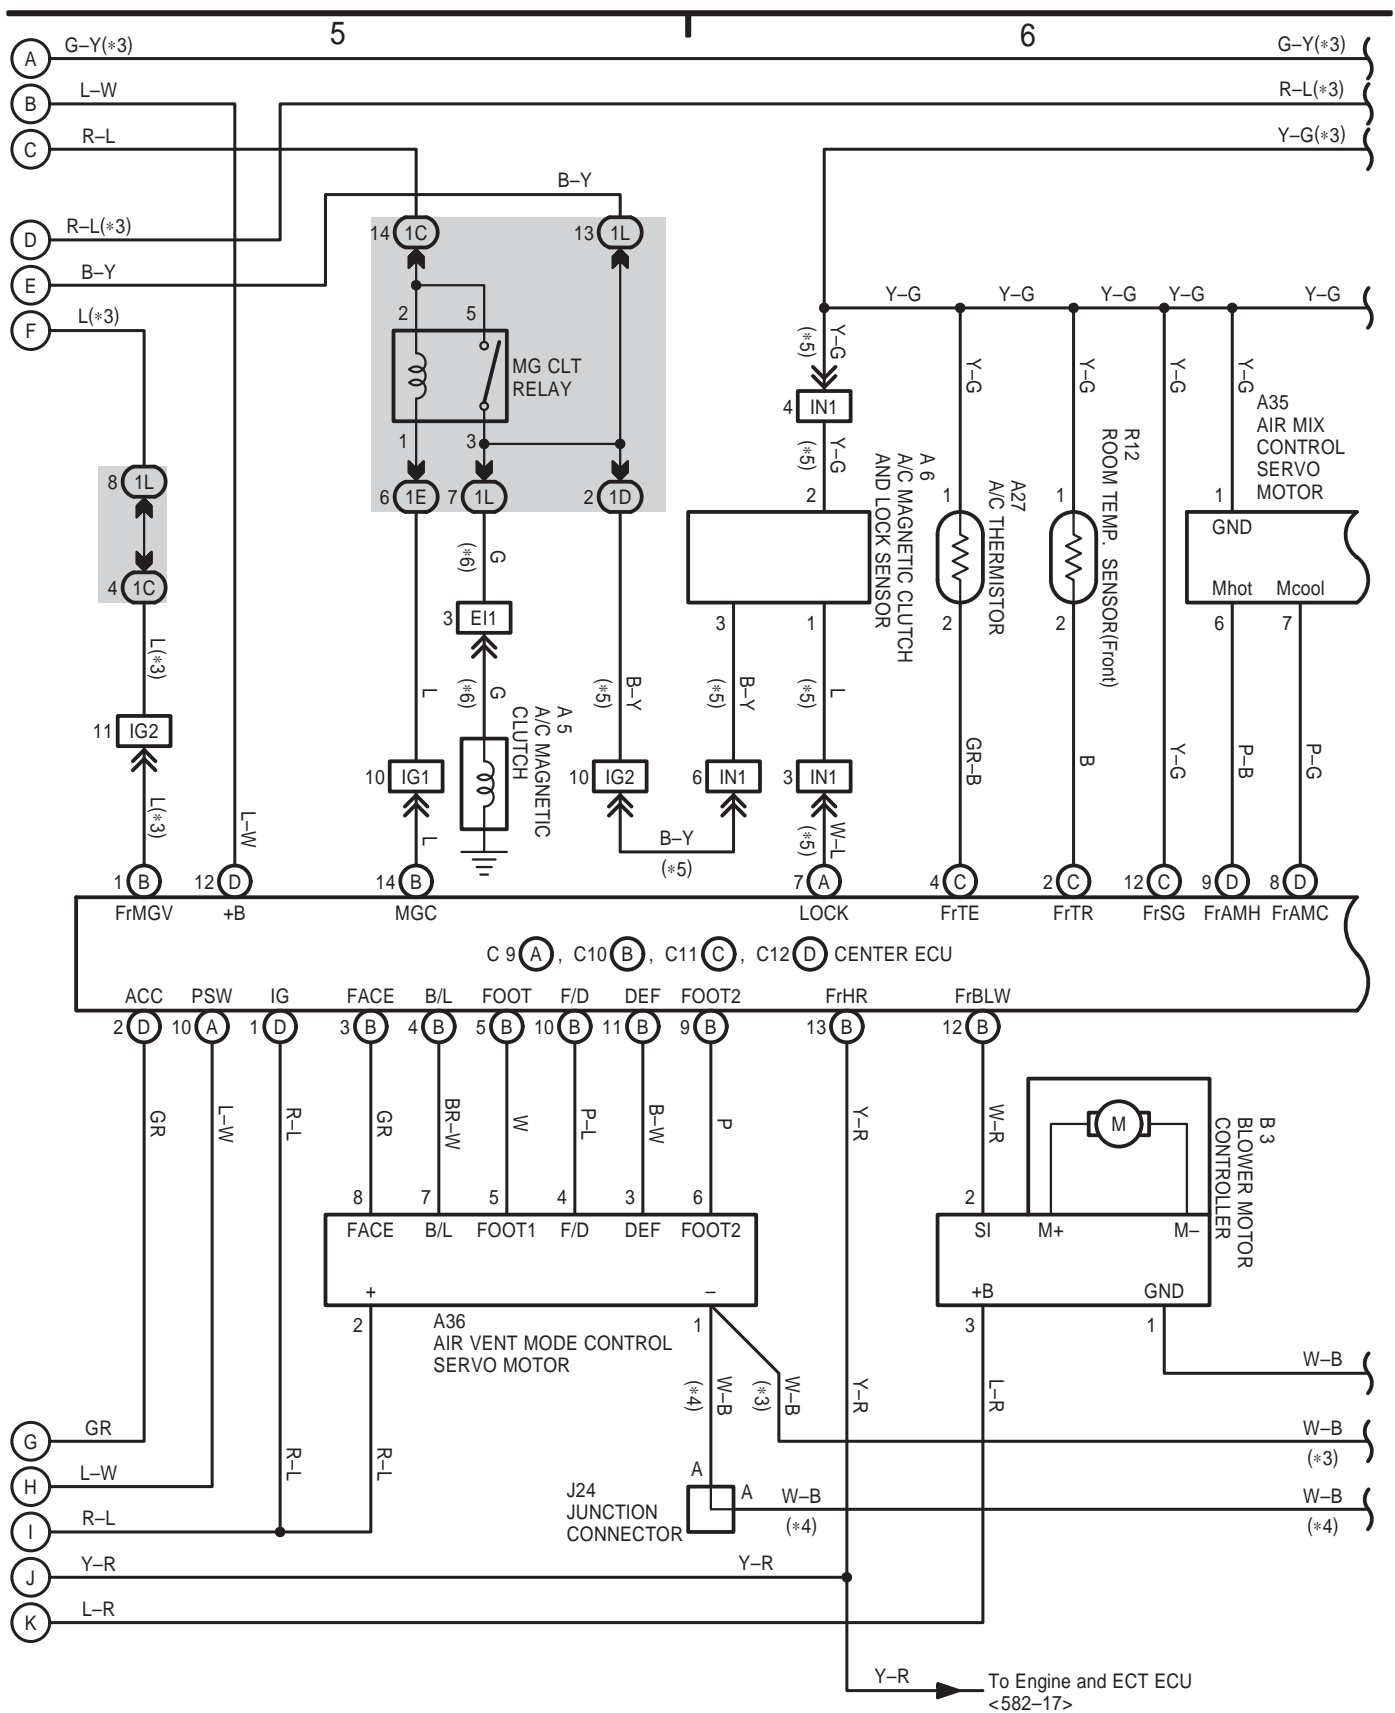 5
6
A
G–Y(∗3)
G–Y(∗3)
B
L–W
R–L(∗3)
C
R–L
Y–G(∗3)
B–Y
D
R–L(∗3)
14
1C
13
1L
E
B–Y
Y–G
Y–G
Y–G
Y–G
Y–G
F
L(∗3)
2
5
MG CLT
RELAY
1
3
Y–G
(∗5)
4
IN1
Y–G
(∗5)
2
Y–G
Y–G
Y–G
Y–G
A35
AIR MIX
CONTROL
SERVO
MOTOR
8
1L
4
1C
6
1E
7
1L
2
1D
A 6
A/C MAGNETIC CLUTCH
AND LOCK SENSOR
1
A27
A/C THERMISTOR
1
R12
ROOM TEMP. SENSOR(Front)
1
GND
Mhot
Mcool
G
(∗6)
3
EI1
3
1
2
2
6
7
L(∗3)
L
G
(∗6)
B–Y
(∗5)
B–Y
(∗5)
L
(∗5)
A 5
A/C MAGNETIC
CLUTCH
11
IG2
GR–B
B
Y–G
P–B
P–G
10
IG1
10
IG2
6
IN1
3
IN1
L(∗3)
L–W
L
B–Y
(∗5)
W–L
(∗5)
1
B
12
D
14
B
7
A
4
C
2
C
12
C
9
D
8
D
FrMGV
+B
MGC
LOCK
FrTE
FrTR
FrSG
FrAMH
FrAMC
C 9 A , C10 B , C11 C , C12 D CENTER ECU
ACC
PSW
IG
FACE
B/L
FOOT
F/D
DEF
FOOT2
FrHR
FrBLW
2
D
10
A
1
D
3
B
4
B
5
B
10
B
11
B
9
B
13
B
12
B
GR
L–W
R–L
GR
BR–W
W
P–L
B–W
P
Y–R
W–R
M
B 3
BLOWER MOTOR
CONTROLLER
8
7
5
4
3
6
2
FACE
B/L
FOOT1
F/D
DEF
FOOT2
SI
M+
M–
+
–
+B
GND
2
A36
AIR VENT MODE CONTROL
SERVO MOTOR
1
3
1
W–B
W–B
(∗4)
W–B
(∗3)
Y–R
L–R
G
GR
W–B
(∗3)
R–L
R–L
H
L–W
A
J24
JUNCTION
CONNECTOR
A
W–B
(∗4)
W–B
(∗4)
I
R–L
J
Y–R
Y–R
K
L–R
Y–R
To Engine and ECT ECU
<582–17>